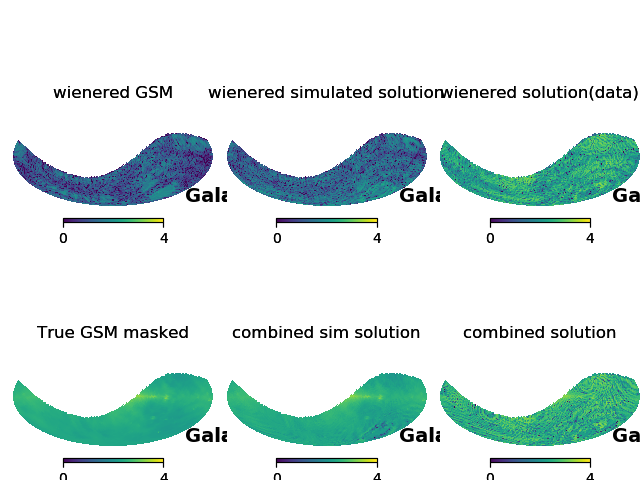 wienered GSM
wienered simulated solution
wienered solution(data)
Gala
Gala
Ga
0 4
0 4
0 4
True GSM masked
combined sim solution
combined solution
Gala
Gala
Ga
0 4
0 4
0 4